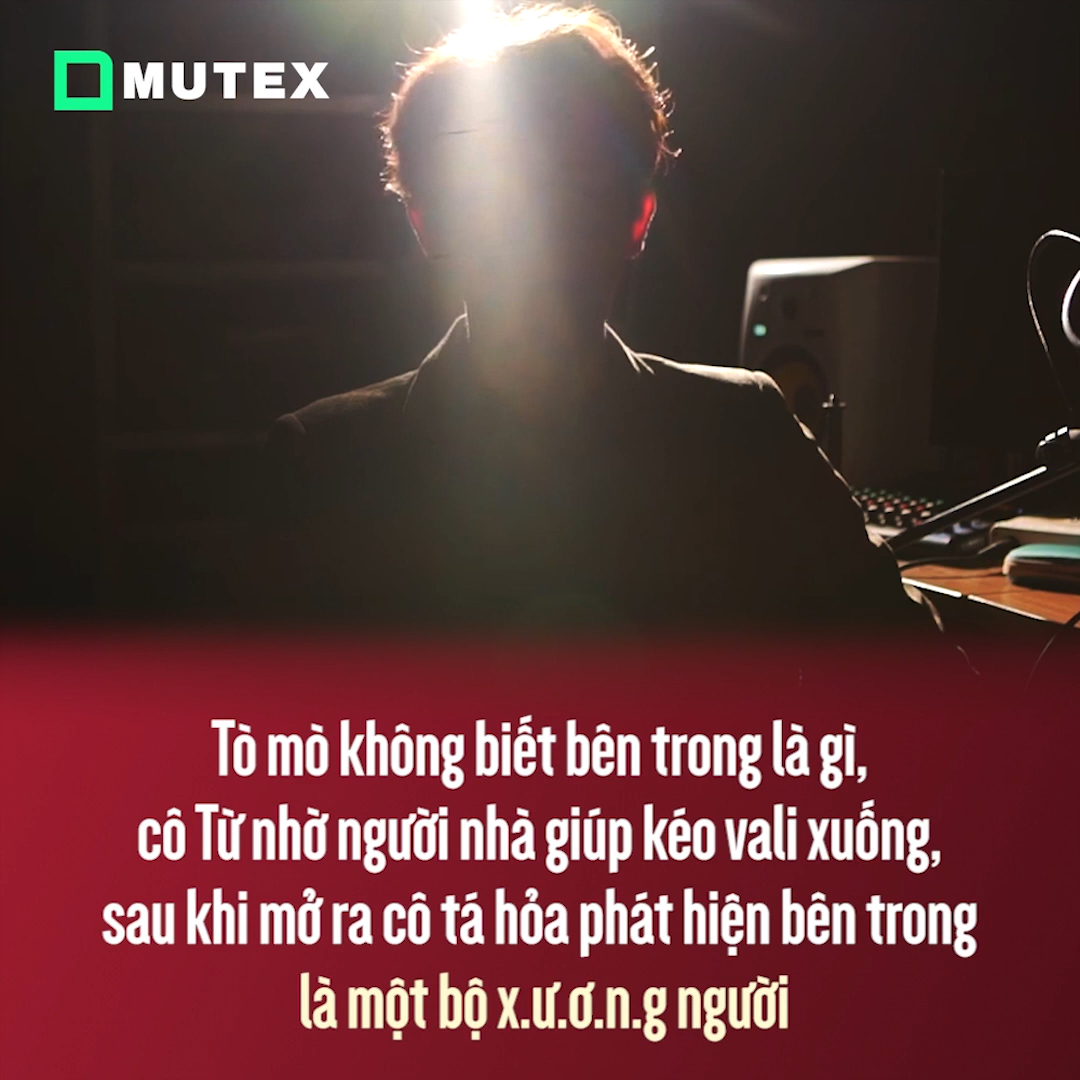 MUTEX
Tò mò không biết bên trong là gì,
cô Từ nhờ người nhà giúp kéo vali xuống,
sau khi mở ra cô tá hỏa phát hiện bên trong
là một bộ x.ư.ơ.n.g người